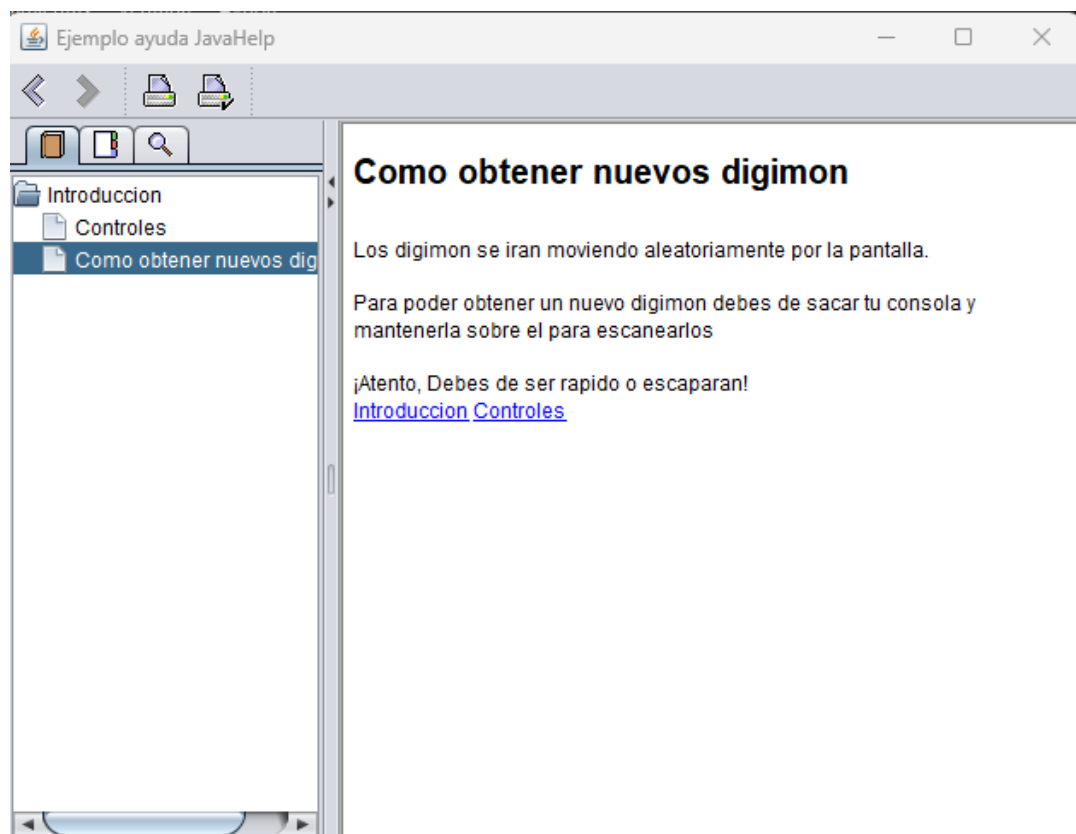 Ejemplo ayuda JavaHelp
Introduccion
Controles
Como obtener nuevos dig
Como obtener nuevos digimon
Los digimon se iran moviendo aleatoriamente por la pantalla.
Para poder obtener un nuevo digimon debes de sacar tu consola y
mantenerla sobre el para escanearlos
¡Atento, Debes de ser rapido o escaparan!
Introduccion Controles